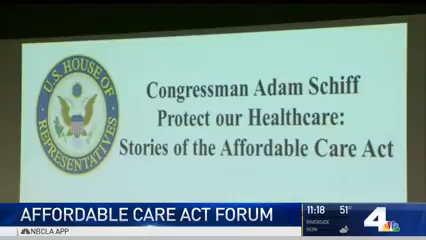 U.S. HOUSE OF REPRESENTATIVES
Congressman Adam Schiff
Protect our Healthcare:
Stories of the Affordable Care Act
AFFORDABLE CARE ACT FORUM
11:18 51°
RIVERSIDE
NOW
4
NBCLA APP